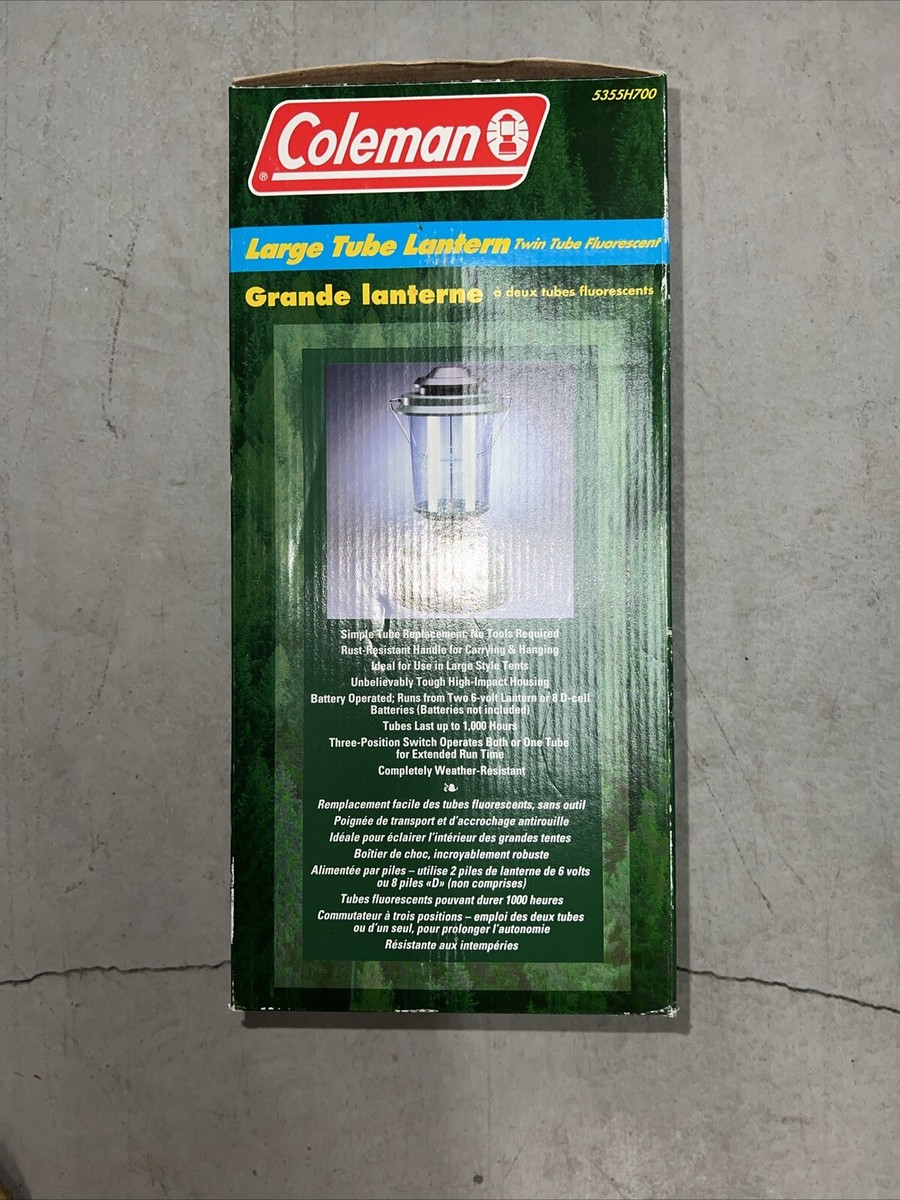 5355H700
Coleman
®
Large Tube Lantern Twin Tube Fluorescent
Grande lanterne à deux tubes fluorescents
Simple Tube Replacement; No Tools Required
Rust-Resistant Handle for Carrying & Hanging
Ideal for Use in Large Style Tents
Unbelievably Tough High-Impact Housing
Battery Operated; Runs from Two 6-volt Lantern or 8 D-cell
Batteries (Batteries not included)
Tubes Last up to 1,000 Hours
Three-Position Switch Operates Both or One Tube
for Extended Run Time
Completely Weather-Resistant
Remplacement facile des tubes fluorescents, sans outil
Poignée de transport et d'accrochage antirouille
Idéale pour éclairer l'intérieur des grandes tentes
Boîtier de choc, incroyablement robuste
Alimentée par piles – utilise 2 piles de lanterne de 6 volts
ou 8 piles «D» (non comprises)
Tubes fluorescents pouvant durer 1000 heures
Commutateur à trois positions – emploi des deux tubes
ou d'un seul, pour prolonger l'autonomie
Résistante aux intempéries